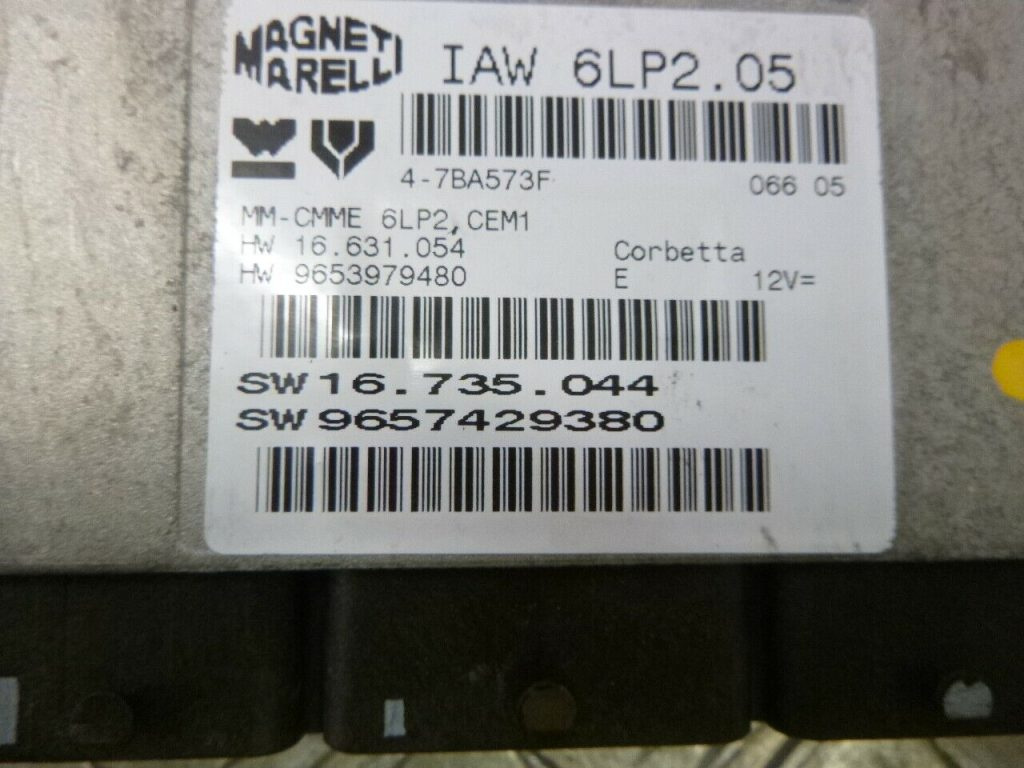 MAGNETI
MARELLI
IAW 6LP2.05
4-7BA573F
066 05
MM-CMME 6LP2,CEM1
HW 16.631.054
Corbetta
HW 9653979480
E 12V=
SW 16.735.044
SW 9657429380